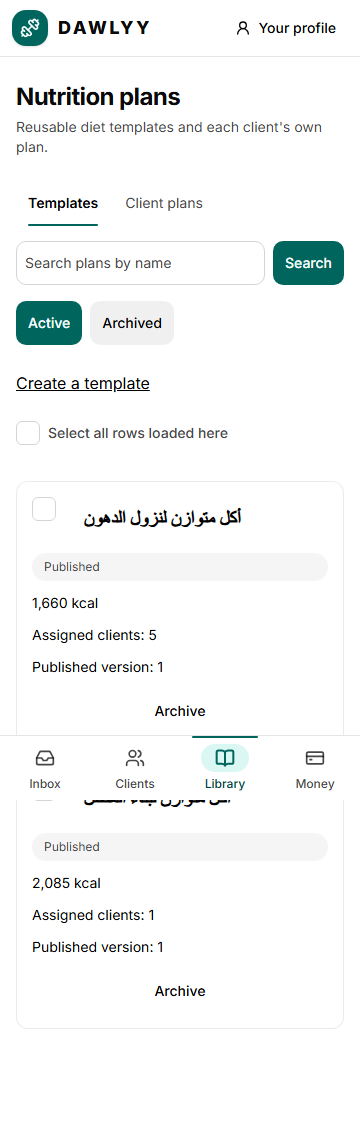 DAWLYY
Your profile
Nutrition plans
Reusable diet templates and each client's own
plan.
Templates
Client plans
Search plans by name
Search
Active
Archived
Create a template
Select all rows loaded here
أكل متوازن لنزول الدهون
Published
1,660 kcal
Assigned clients: 5
Published version: 1
Archive
Inbox
Clients
Library
Money
أكل متوازن لبناء
Published
2,085 kcal
Assigned clients: 1
Published version: 1
Archive